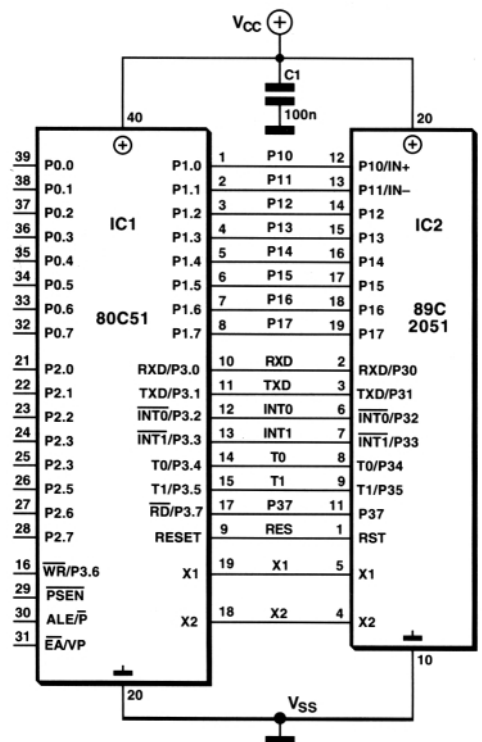 VCC
C1
100n
40
20
39 P0.0 P1.0 1 P10 12 P10/IN+
38 P0.1 P1.1 2 P11 13 P11/IN–
37 P0.2 IC1 P1.2 3 P12 14 P12 IC2
36 P0.3 P1.3 4 P13 15 P13
35 P0.4 P1.4 5 P14 16 P14
34 P0.5 P1.5 6 P15 17 P15
33 P0.6 80C51 P1.6 7 P16 18 P16 89C
32 P0.7 P1.7 8 P17 19 P17 2051
21 P2.0 RXD/P3.0 10 RXD 2 RXD/P30
22 P2.1 TXD/P3.1 11 TXD 3 TXD/P31
23 P2.2 INT0/P3.2 12 INT0 6 INT0/P32
24 P2.3 INT1/P3.3 13 INT1 7 INT1/P33
25 P2.3 T0/P3.4 14 T0 8 T0/P34
26 P2.5 T1/P3.5 15 T1 9 T1/P35
27 P2.6 RD/P3.7 17 P37 11 P37
28 P2.7 RESET 9 RES 1 RST
16 WR/P3.6 X1 19 X1 5 X1
29 PSEN
30 ALE/P X2 18 X2 4 X2
31 EA/VP
20
10
VSS